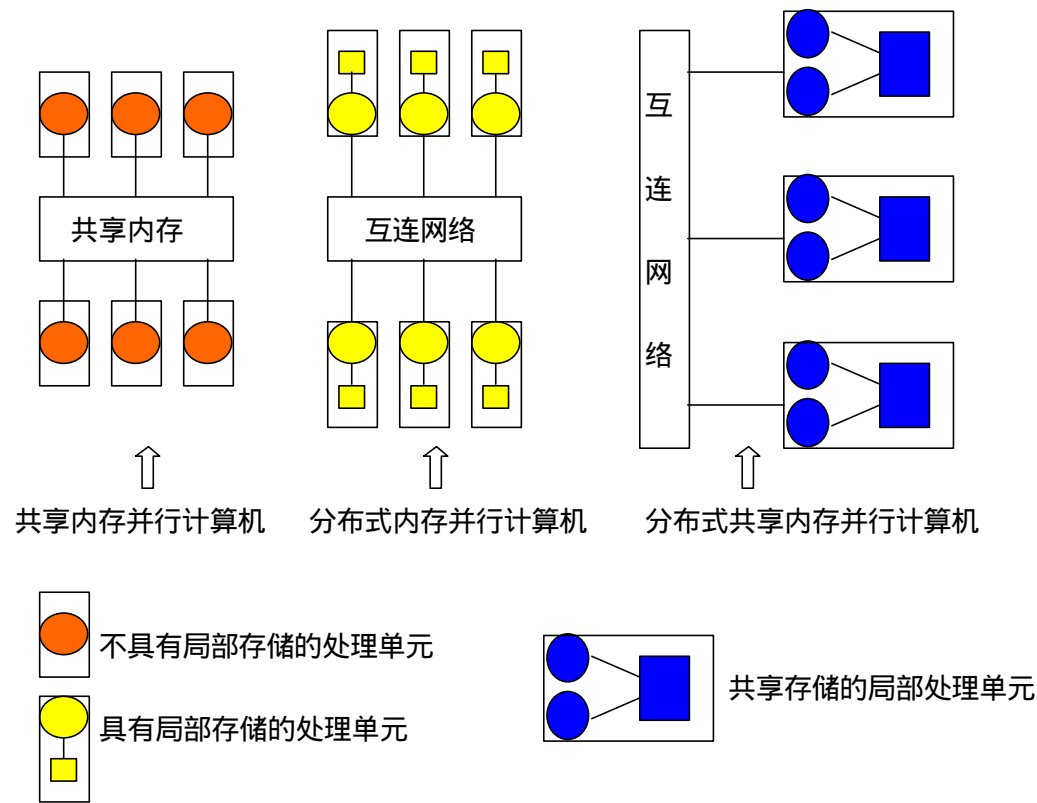 共享内存
互连网络
互
连
网
络
共享内存并行计算机
分布式内存并行计算机
分布式共享内存并行计算机
不具有局部存储的处理单元
具有局部存储的处理单元
共享存储的局部处理单元